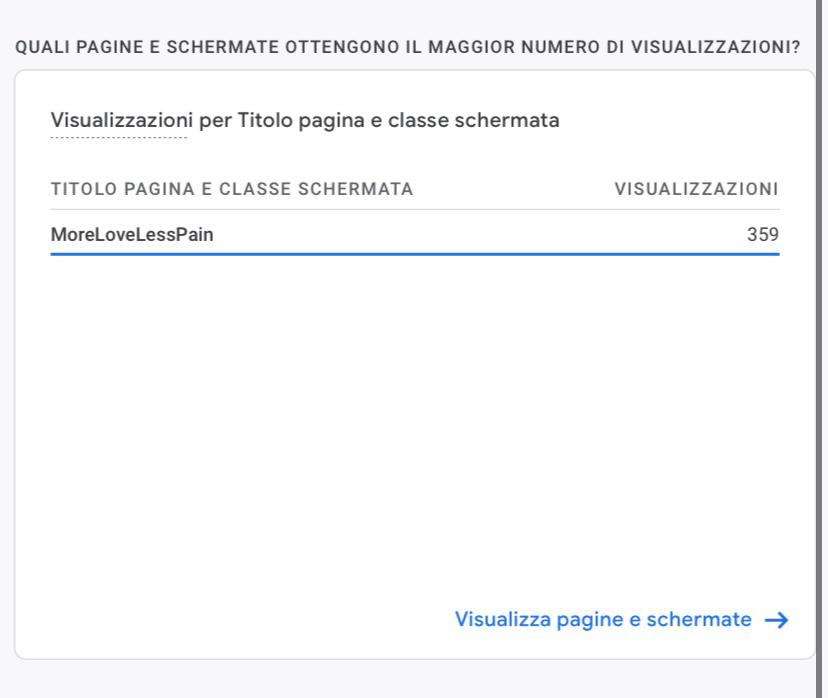 QUALI PAGINE E SCHERMATE OTTENGONO IL MAGGIOR NUMERO DI VISUALIZZAZIONI?
Visualizzazioni per Titolo pagina e classe schermata
TITOLO PAGINA E CLASSE SCHERMATA VISUALIZZAZIONI
MoreLoveLessPain 359
Visualizza pagine e schermate →